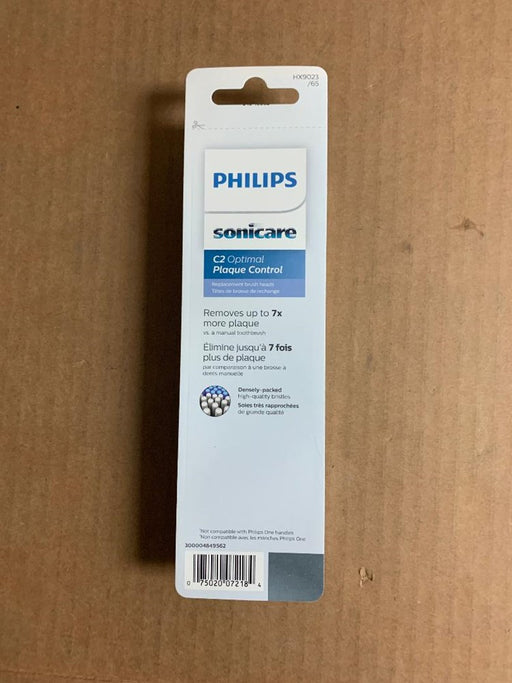 HX9023
/65
PHILIPS
sonicare
C2 Optimal
Plaque Control
Replacement brush heads
Têtes de brosse de rechange
Removes up to 7x
more plaque
vs. a manual toothbrush
Élimine jusqu'à 7 fois
plus de plaque
par comparaison à une brosse à
dents manuelle
Densely-packed
high-quality bristles
Soies très rapprochées
de grande qualité
*Not compatible with Philips One handles
*Non compatible avec les manches Philips One
300004649562
0 75020 07218 4